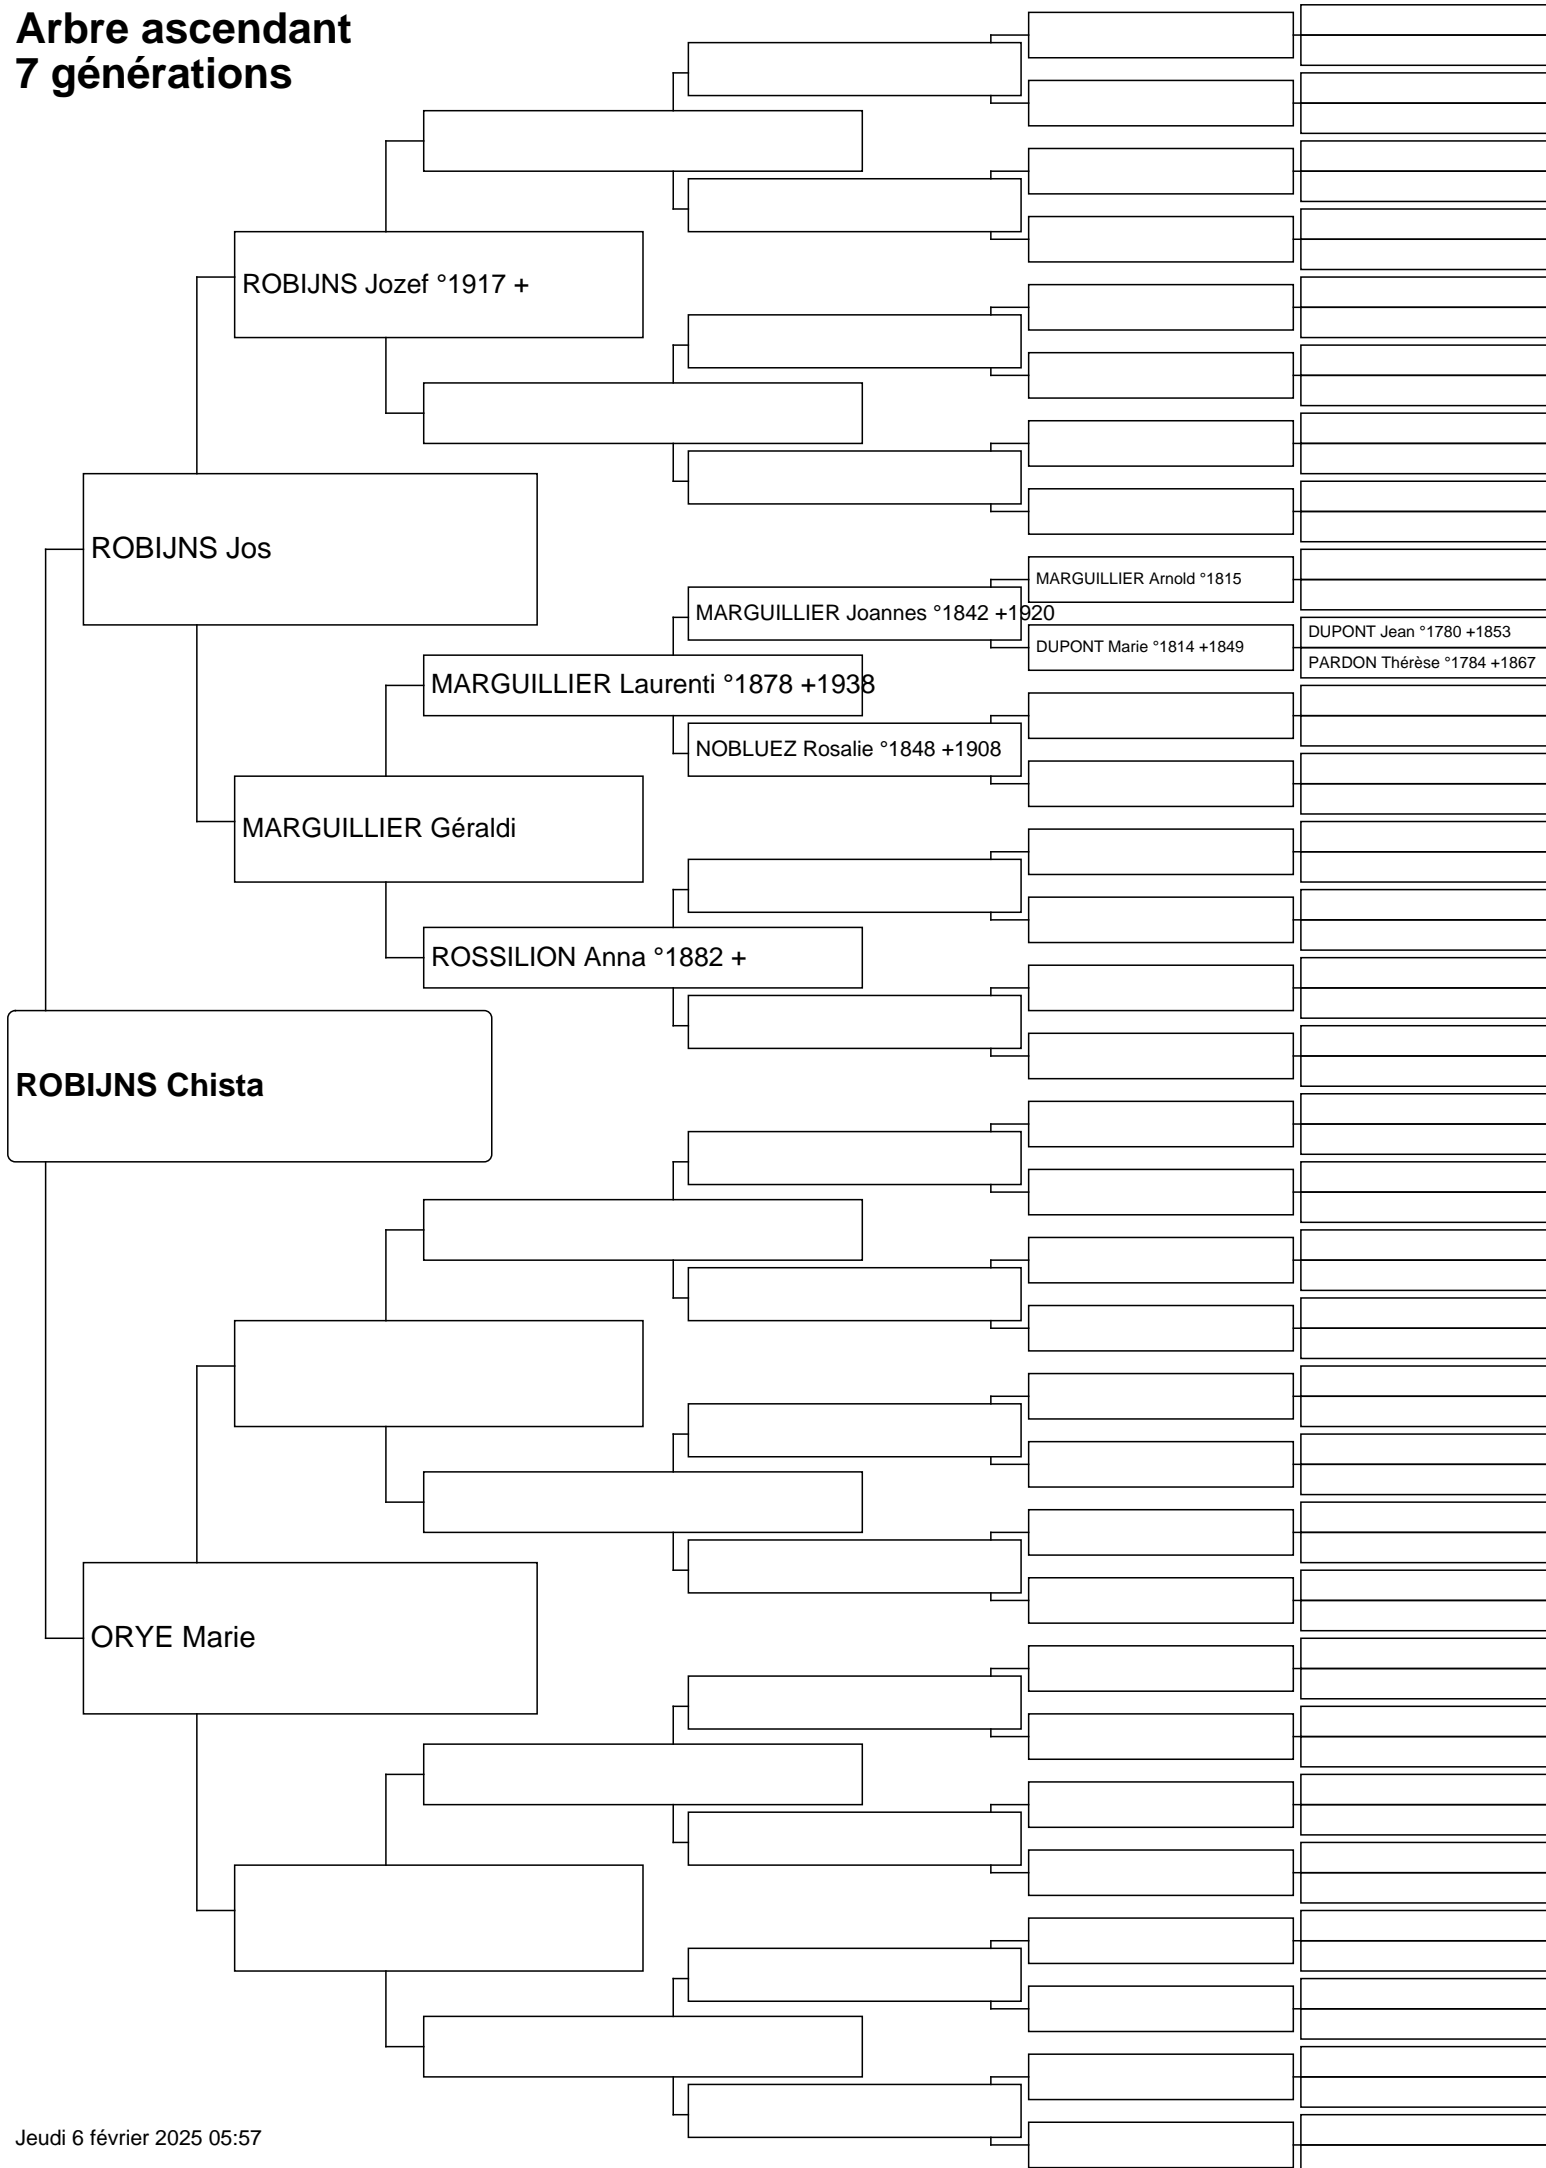 Arbre ascendant
7 générations
ROBIJNS Jozef °1917 +
ROBIJNS Jos
MARGUILLIER Arnold °1815
MARGUILLIER Joannes °1842 +1920
DUPONT Jean °1780 +1853
DUPONT Marie °1814 +1849
PARDON Thérèse °1784 +1867
MARGUILLIER Laurenti °1878 +1938
NOBLUEZ Rosalie °1848 +1908
MARGUILLIER Géraldi
ROSSILION Anna °1882 +
ROBIJNS Chista
ORYE Marie
Jeudi 6 février 2025 05:57